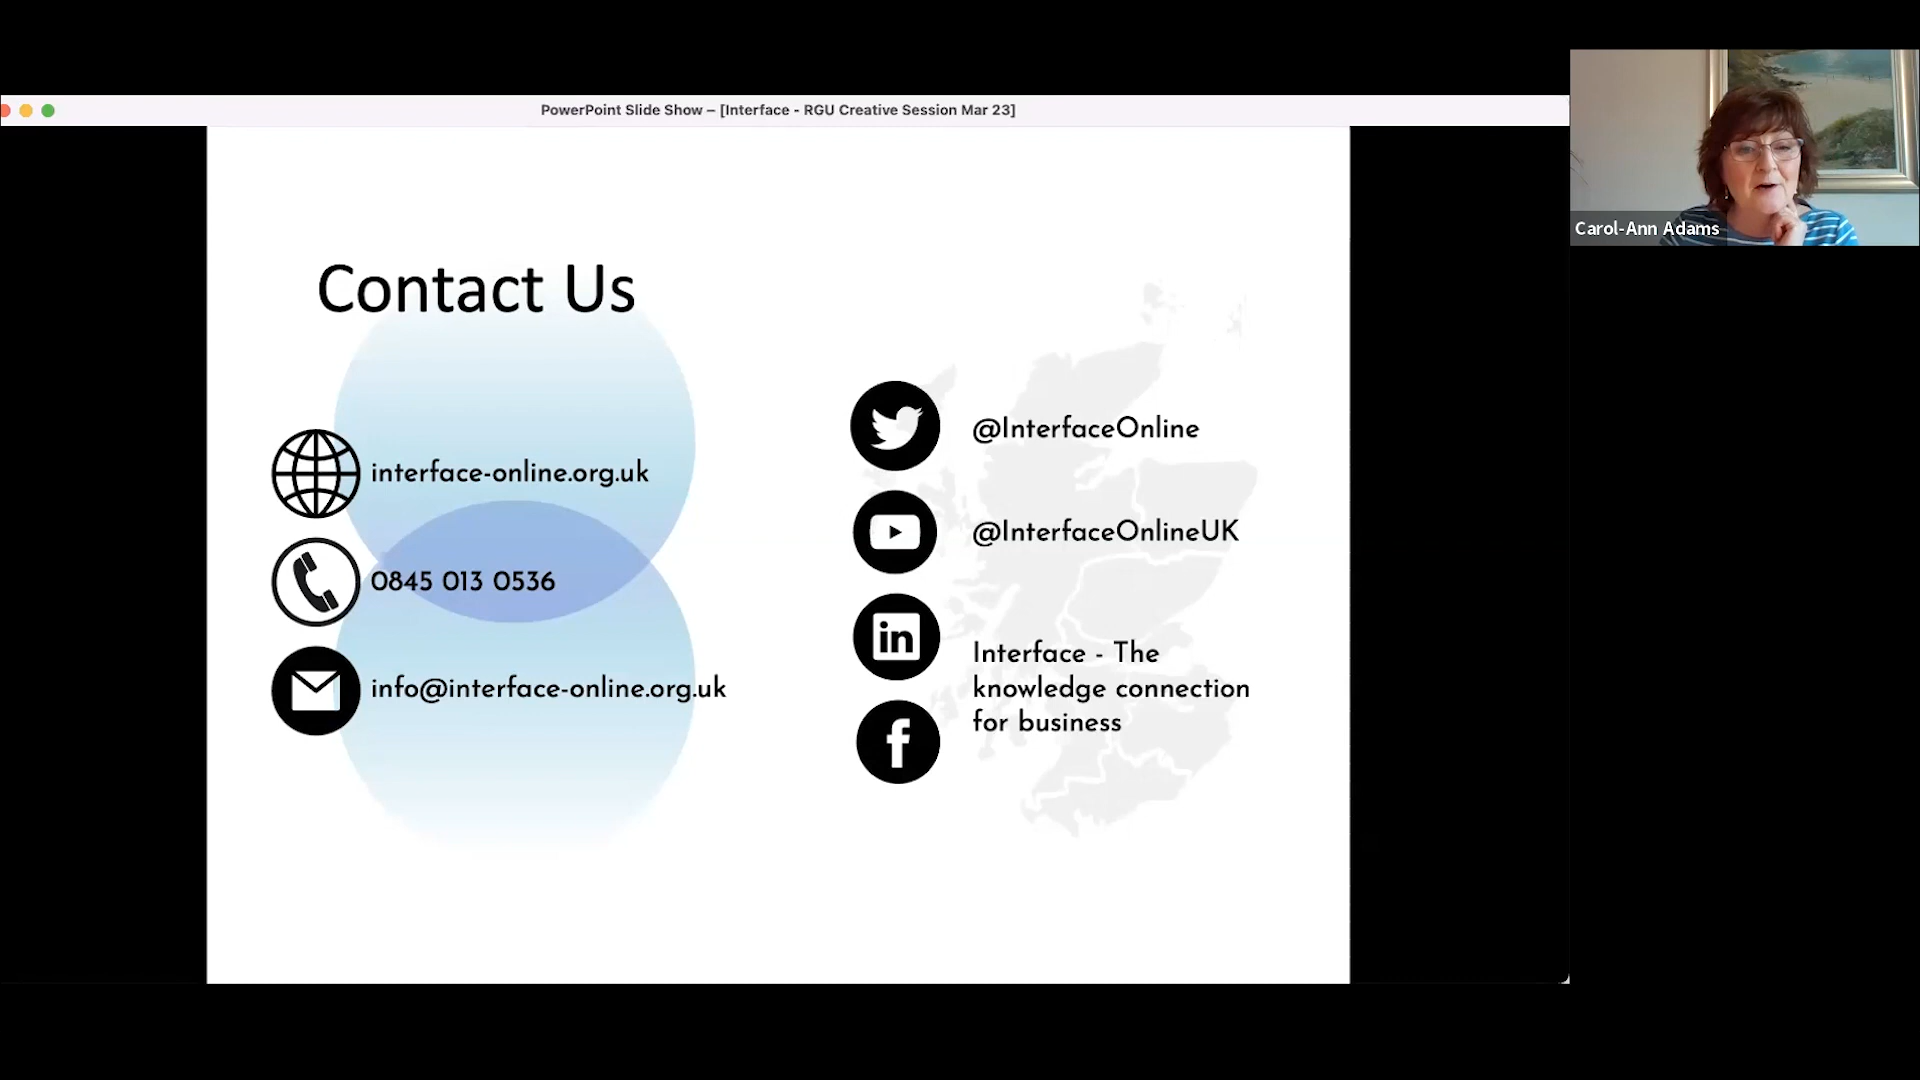 PowerPoint Slide Show – [Interface - RGU Creative Session Mar 23]
Carol-Ann Adams
Contact Us
interface-online.org.uk
0845 013 0536
info@interface-online.org.uk
@InterfaceOnline
@InterfaceOnlineUK
in
Interface - The
knowledge connection
for business
f